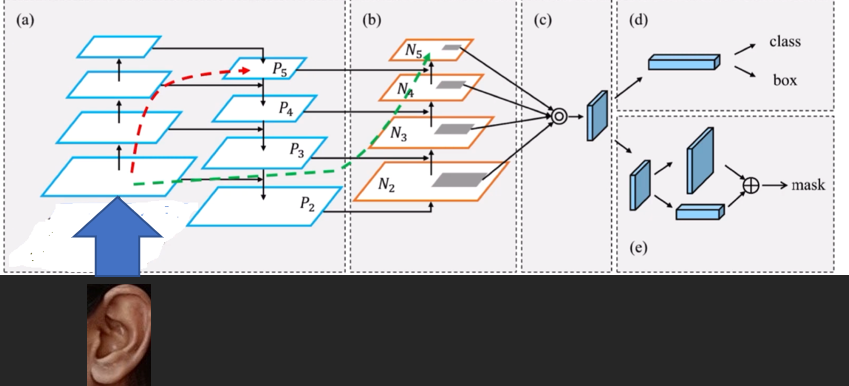 (a)
(b)
(c)
(d)
(e)
P5
P4
P3
P2
N5
N4
N3
N2
class
box
mask